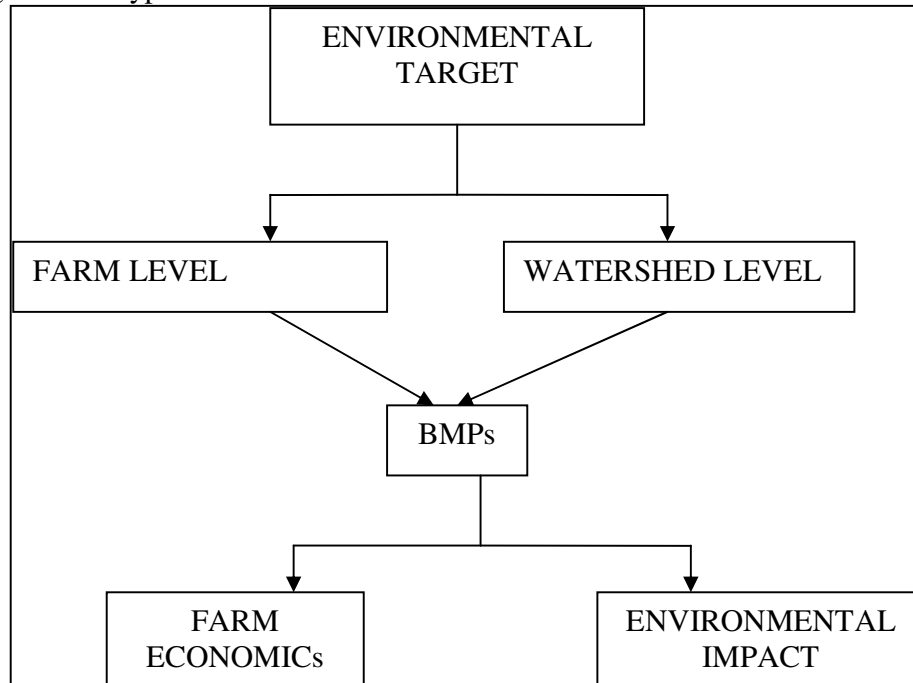 ENVIRONMENTAL
TARGET
FARM LEVEL
WATERSHED LEVEL
BMPs
FARM
ECONOMICs
ENVIRONMENTAL
IMPACT